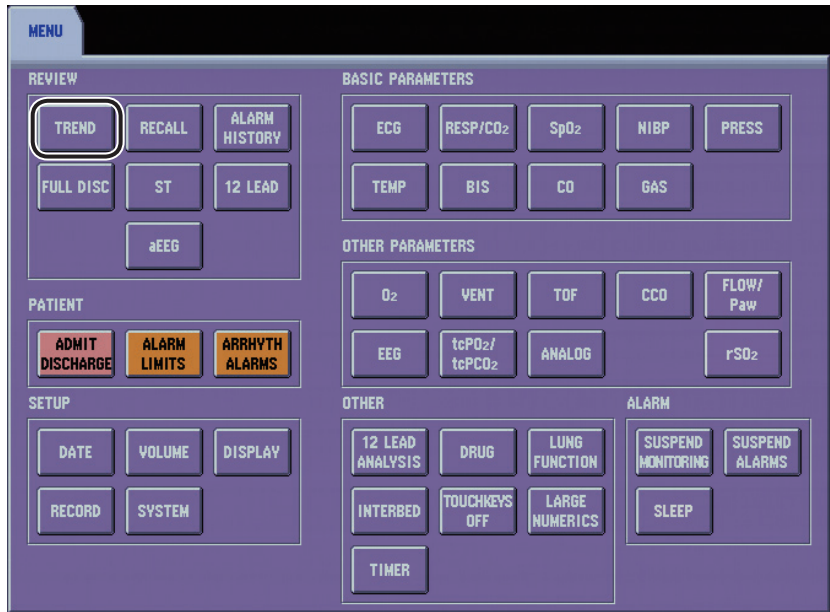 MENU
REVIEW
TREND
RECALL
ALARM
HISTORY
FULL DISC
ST
12 LEAD
aEEG
PATIENT
ADMIT
DISCHARGE
ALARM
LIMITS
ARRHYTH
ALARMS
SETUP
DATE
VOLUME
DISPLAY
RECORD
SYSTEM
BASIC PARAMETERS
ECG
RESP/CO₂
SpO₂
NIBP
PRESS
TEMP
BIS
CO
GAS
OTHER PARAMETERS
O₂
VENT
TOF
CCO
FLOW/
Paw
EEG
tcPO₂/
tcPCO₂
ANALOG
rSO₂
OTHER
12 LEAD
ANALYSIS
DRUG
LUNG
FUNCTION
INTERBED
TOUCHKEYS
OFF
LARGE
NUMERICS
TIMER
ALARM
SUSPEND
MONITORING
SUSPEND
ALARMS
SLEEP